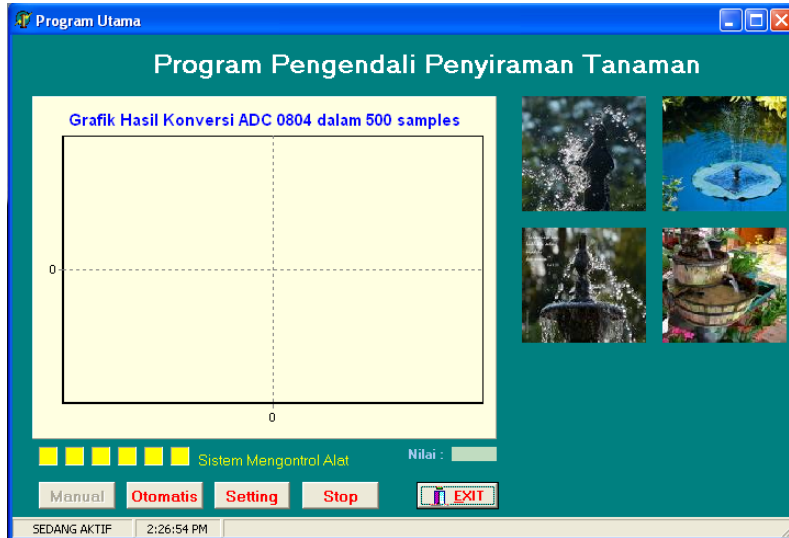 Program Utama
Program Pengendali Penyiraman Tanaman
Grafik Hasil Konversi ADC 0804 dalam 500 samples
0
0
Sistem Mengontrol Alat
Nilai :
Manual Otomatis Setting Stop EXIT
SEDANG AKTIF 2:26:54 PM